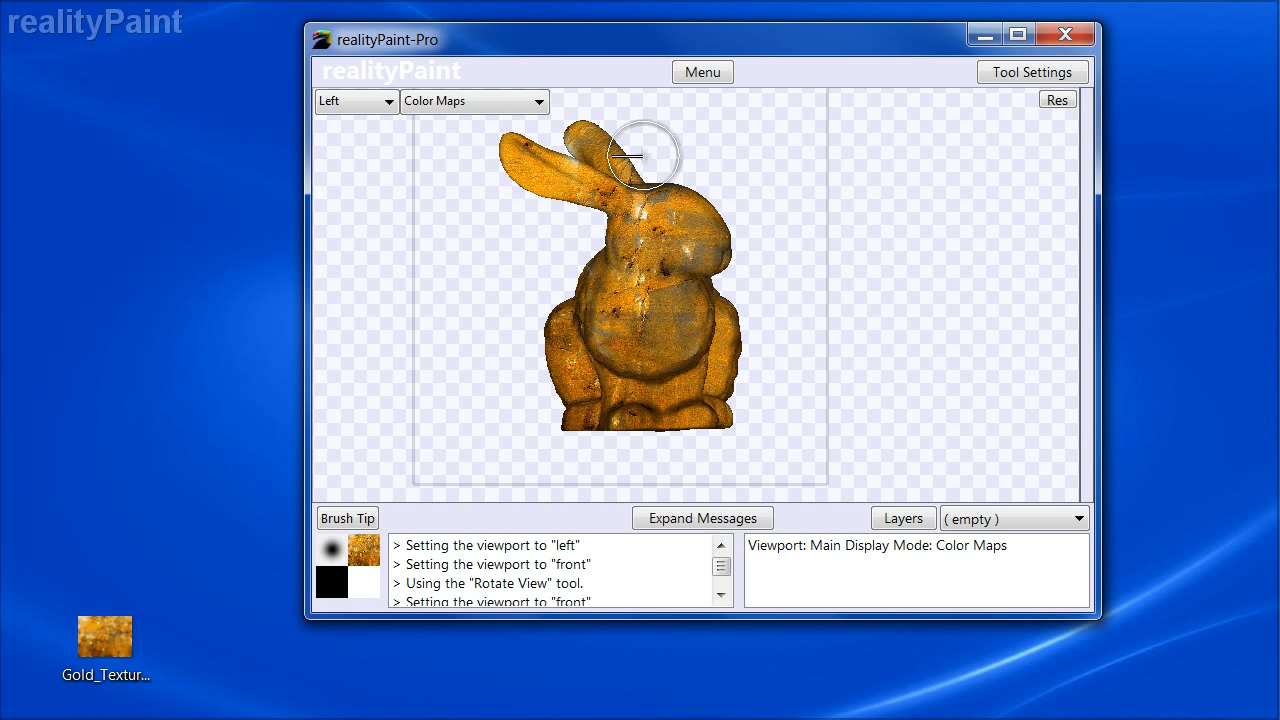 realityPaint
realityPaint-Pro
realityPaint
Menu
Tool Settings
Left
Color Maps
Res
Brush Tip
Expand Messages
Layers
( empty )
> Setting the viewport to "left"
> Setting the viewport to "front"
> Using the "Rotate View" tool.
> Setting the viewport to "front"
Viewport: Main Display Mode: Color Maps
Gold_Textur...